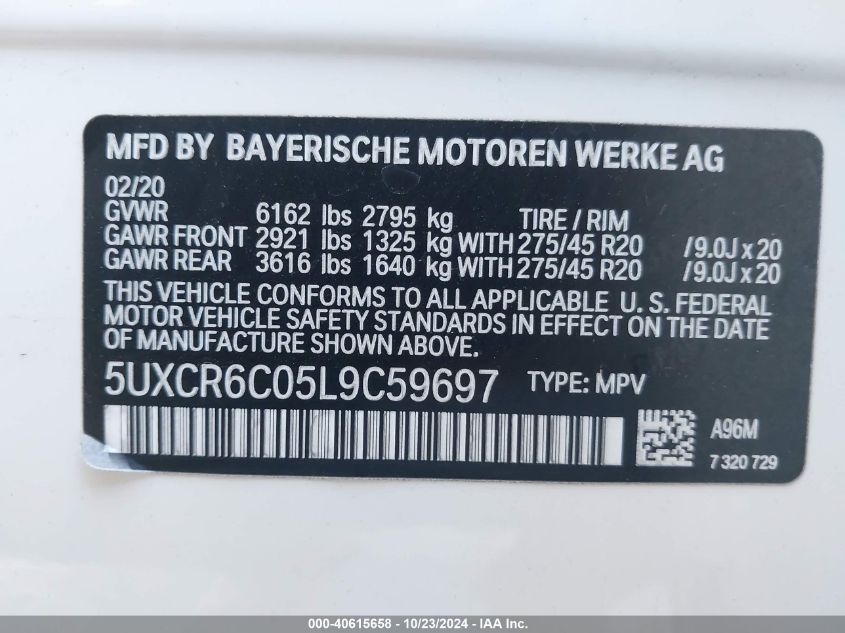 MFD BY BAYERISCHE MOTOREN WERKE AG
02/20
GVWR 6162 lbs 2795 kg TIRE / RIM
GAWR FRONT 2921 lbs 1325 kg WITH 275/45 R20 /9.0J x 20
GAWR REAR 3616 lbs 1640 kg WITH 275/45 R20 /9.0J x 20
THIS VEHICLE CONFORMS TO ALL APPLICABLE U. S. FEDERAL
MOTOR VEHICLE SAFETY STANDARDS IN EFFECT ON THE DATE
OF MANUFACTURE SHOWN ABOVE.
5UXCR6C05L9C59697 TYPE: MPV
A96M
7 320 729
000-40615658 - 10/23/2024 - IAA Inc.